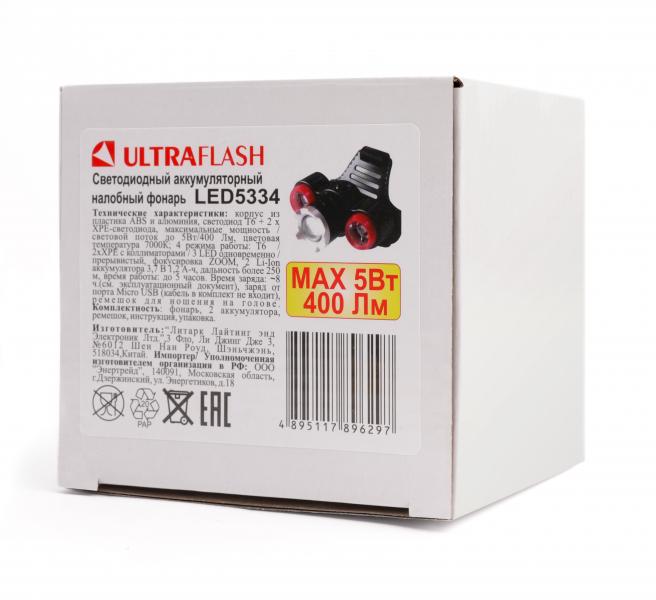 ULTRAFLASH
Светодиодный аккумуляторный
налобный фонарь LED5334
Технические характеристики: корпус из
пластика ABS и алюминия, светодиод T6 + 2 x
XPE-светодиода, максимальные мощность /
световой поток до 5Вт/400 Лм, цветовая
температура 7000К; 4 режима работы: T6 /
2xXPE с коллиматорами / 3 LED одновременно /
прерывистый, фокусировка ZOOM, 2 Li-Ion
аккумулятора 3,7 В 1,2 А-ч, дальность более 250
м, время работы: до 5 часов. Время заряда: ~8
ч.(см. эксплуатационный документ), заряд от
порта Micro USB (кабель в комплект не входит),
ремешок для ношения на голове.
Комплектность: фонарь, 2 аккумулятора,
ремешок, инструкция, упаковка.
Изготовитель: "Литарк Лайтинг энд
Электроник Лтд.",3 Фло, Ли Джинг Дже 3,
№6012 Шен Нан Роуд, Шэньчжэнь,
518034,Китай. Импортер/ Уполномоченная
изготовителем организация в РФ: ООО
"Энертрейд", 140091, Московская область,
г.Дзержинский, ул. Энергетиков, д.18
MAX 5Вт
400 Лм
20
PAP
EAC
4 895117 896297